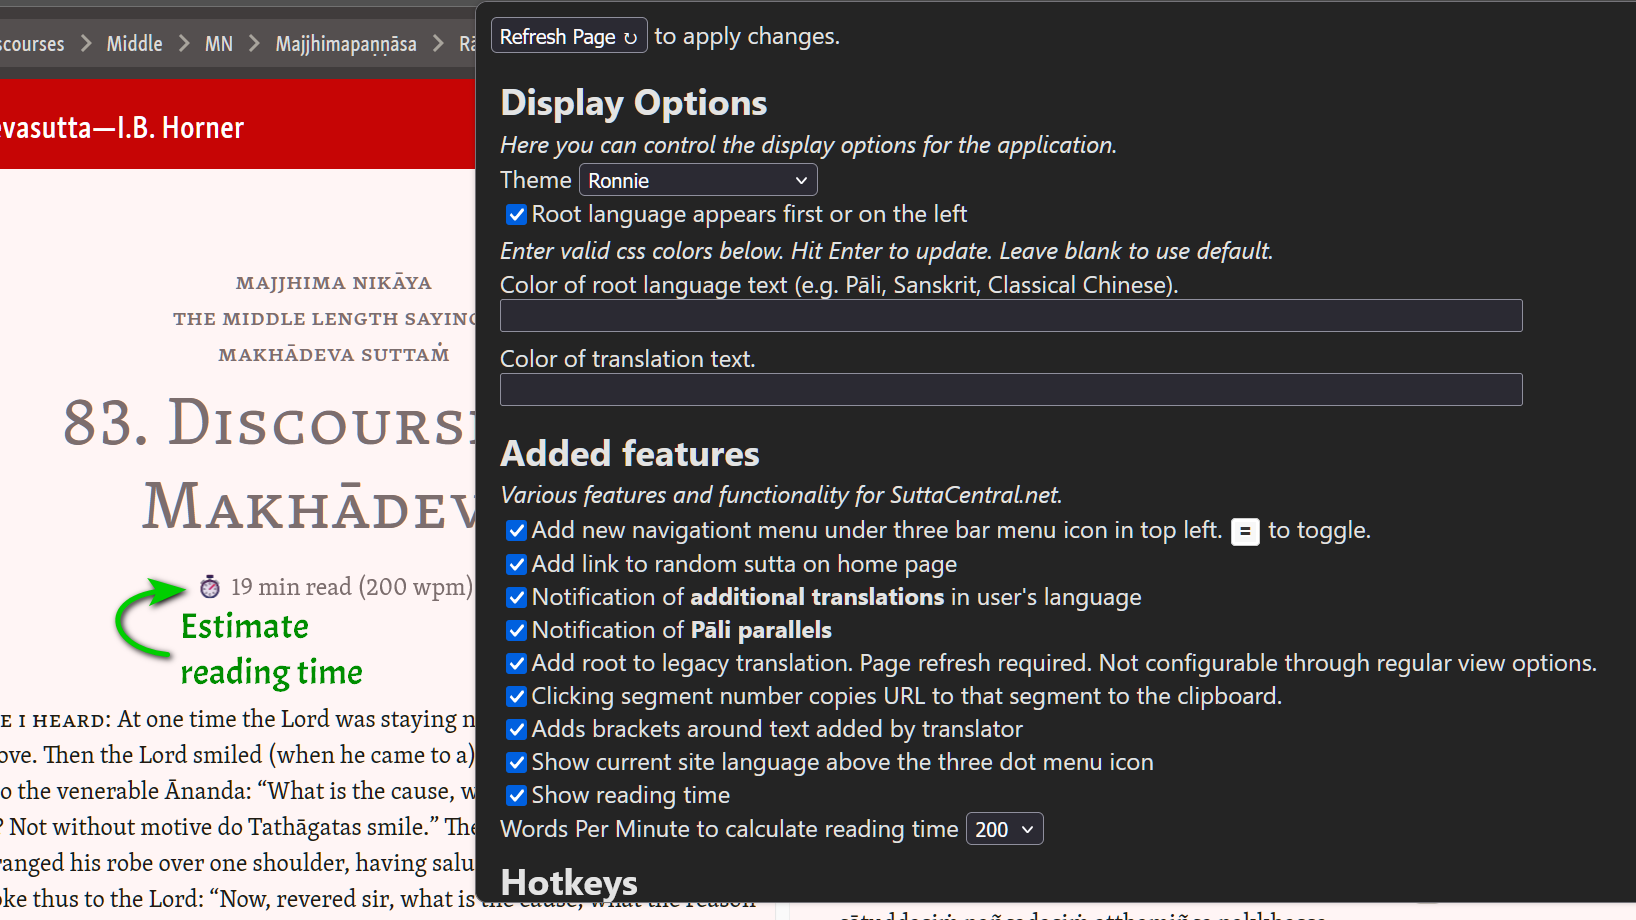 scourses > Middle > MN > Majjhimapaṇṇāsa > Rā
evasutta—I.B. Horner
MAJJHIMA NIKĀYA
THE MIDDLE LENGTH SAYING
MAKHĀDEVA SUTTAṀ
83. DISCOURS
MAKHĀDEV
19 min read (200 wpm)
Estimate
reading time
E I HEARD: At one time the Lord was staying n
ove. Then the Lord smiled (when he came to a)
o the venerable Ānanda: “What is the cause, w
? Not without motive do Tathāgatas smile.” The
ranged his robe over one shoulder, having salu
oke thus to the Lord: “Now, revered sir, what is the cause, what the reason
Refresh Page ↻ to apply changes.
Display Options
Here you can control the display options for the application.
Theme Ronnie
Root language appears first or on the left
Enter valid css colors below. Hit Enter to update. Leave blank to use default.
Color of root language text (e.g. Pāli, Sanskrit, Classical Chinese).
Color of translation text.
Added features
Various features and functionality for SuttaCentral.net.
Add new navigationt menu under three bar menu icon in top left. = to toggle.
Add link to random sutta on home page
Notification of additional translations in user's language
Notification of Pāli parallels
Add root to legacy translation. Page refresh required. Not configurable through regular view options.
Clicking segment number copies URL to that segment to the clipboard.
Adds brackets around text added by translator
Show current site language above the three dot menu icon
Show reading time
Words Per Minute to calculate reading time 200
Hotkeys